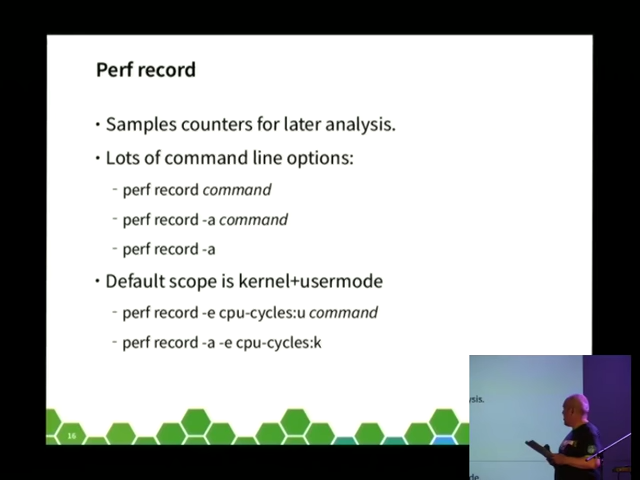 Perf record
• Samples counters for later analysis.
• Lots of command line options:
- perf record command
- perf record -a command
- perf record -a
• Default scope is kernel+usermode
- perf record -e cpu-cycles:u command
- perf record -a -e cpu-cycles:k
16
ysis.